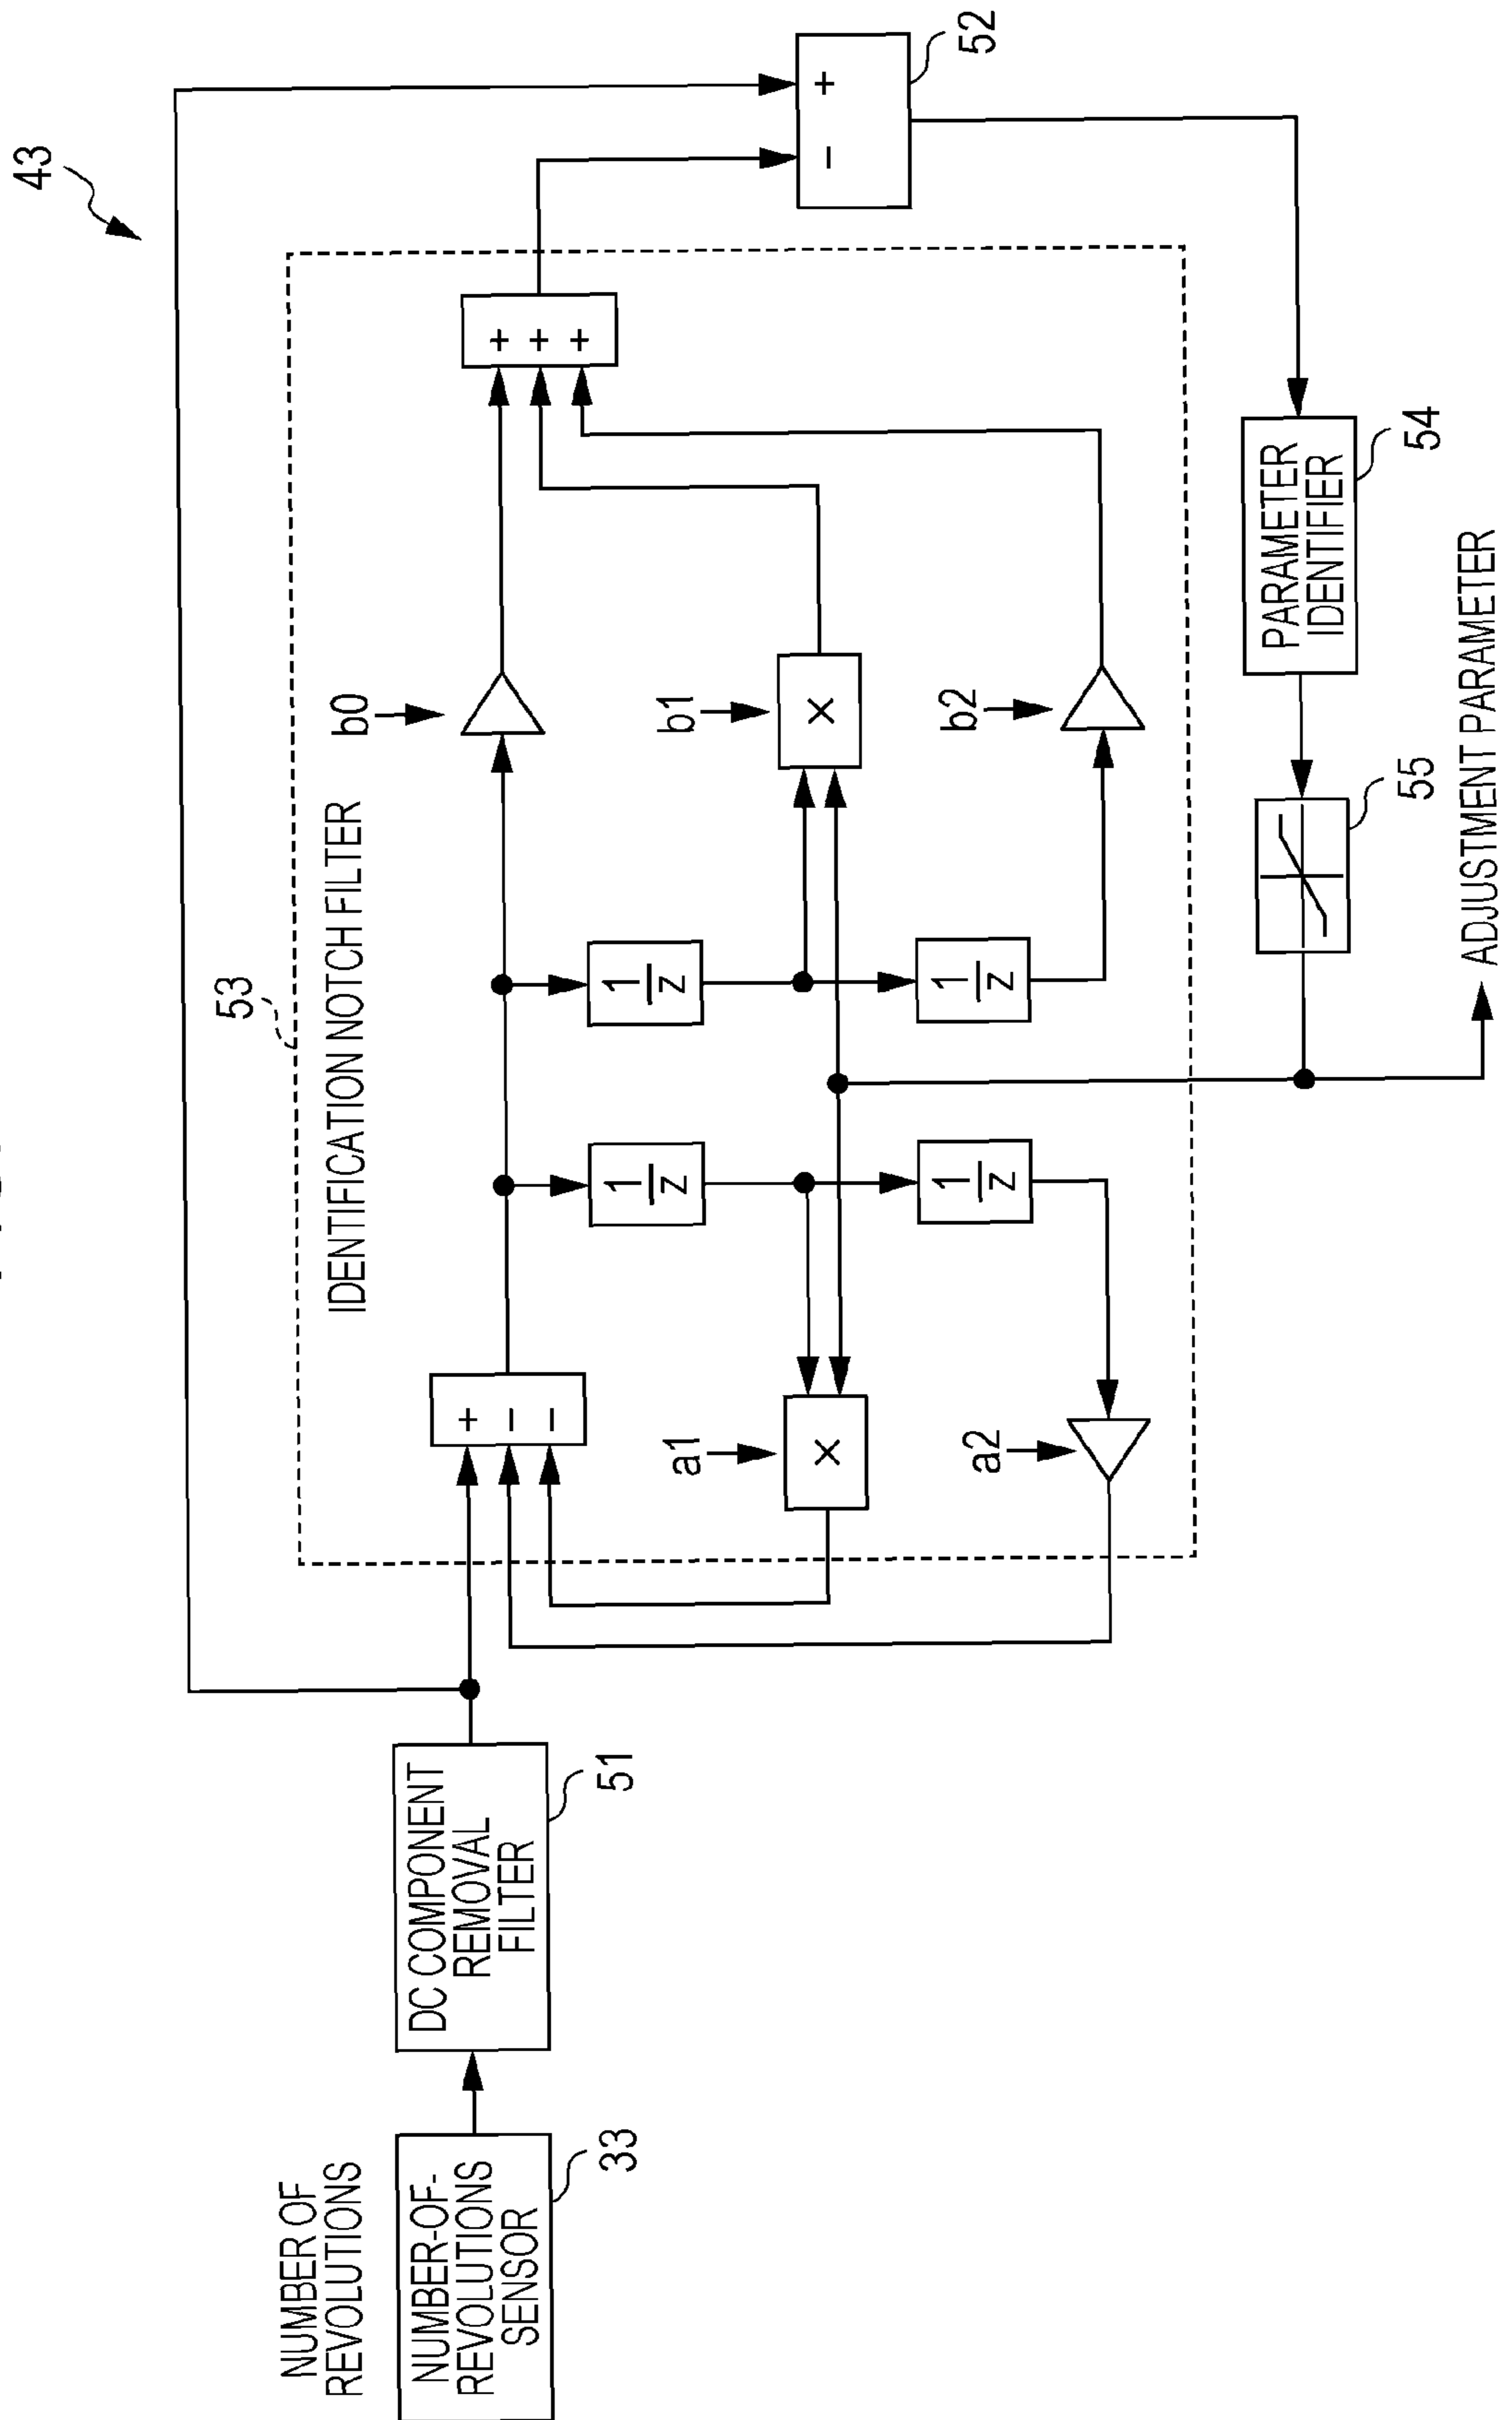 43
53
IDENTIFICATION NOTCH FILTER
NUMBER OF
REVOLUTIONS
NUMBER-OF-
REVOLUTIONS
SENSOR
33
DC COMPONENT
REMOVAL
FILTER
51
+
−
−
a1
×
a2
1
z
1
z
1
z
1
z
b0
b1
×
b2
+
+
+
+
−
52
PARAMETER
IDENTIFIER
54
55
ADJUSTMENT PARAMETER